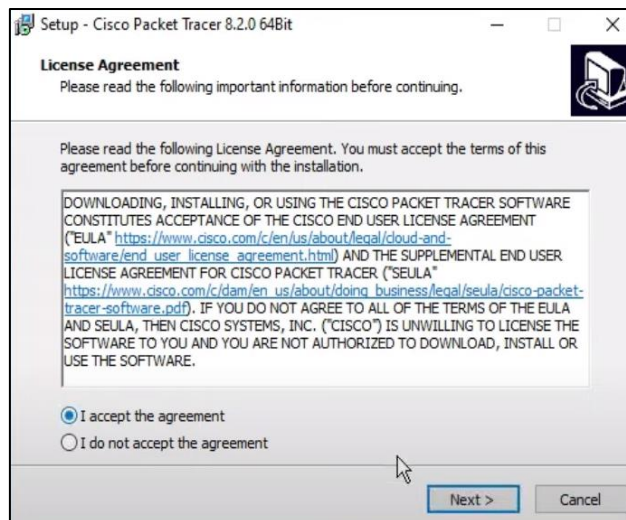 Setup - Cisco Packet Tracer 8.2.0 64Bit
License Agreement
Please read the following important information before continuing.
Please read the following License Agreement. You must accept the terms of this
agreement before continuing with the installation.
DOWNLOADING, INSTALLING, OR USING THE CISCO PACKET TRACER SOFTWARE
CONSTITUTES ACCEPTANCE OF THE CISCO END USER LICENSE AGREEMENT
("EULA" https://www.cisco.com/c/en/us/about/legal/cloud-and-
software/end_user_license_agreement.html) AND THE SUPPLEMENTAL END USER
LICENSE AGREEMENT FOR CISCO PACKET TRACER ("SEULA"
https://www.cisco.com/c/dam/en_us/about/doing_business/legal/seula/cisco-packet-
tracer-software.pdf). IF YOU DO NOT AGREE TO ALL OF THE TERMS OF THE EULA
AND SEULA, THEN CISCO SYSTEMS, INC. ("CISCO") IS UNWILLING TO LICENSE THE
SOFTWARE TO YOU AND YOU ARE NOT AUTHORIZED TO DOWNLOAD, INSTALL OR
USE THE SOFTWARE.
I accept the agreement
I do not accept the agreement
Next >
Cancel